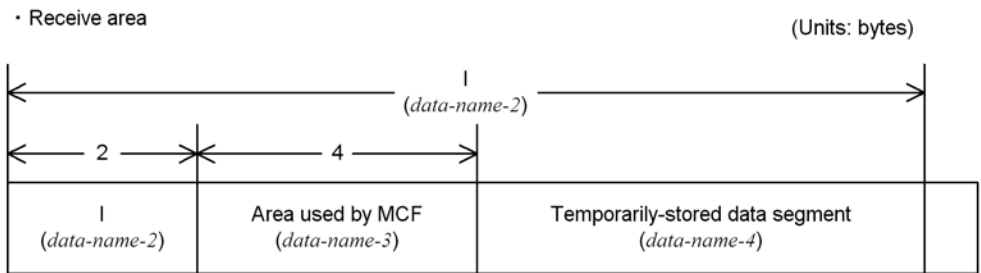 ・Receive area
(Units: bytes)
l
(data-name-2)
2
4
l
(data-name-2)
Area used by MCF
(data-name-3)
Temporarily-stored data segment
(data-name-4)